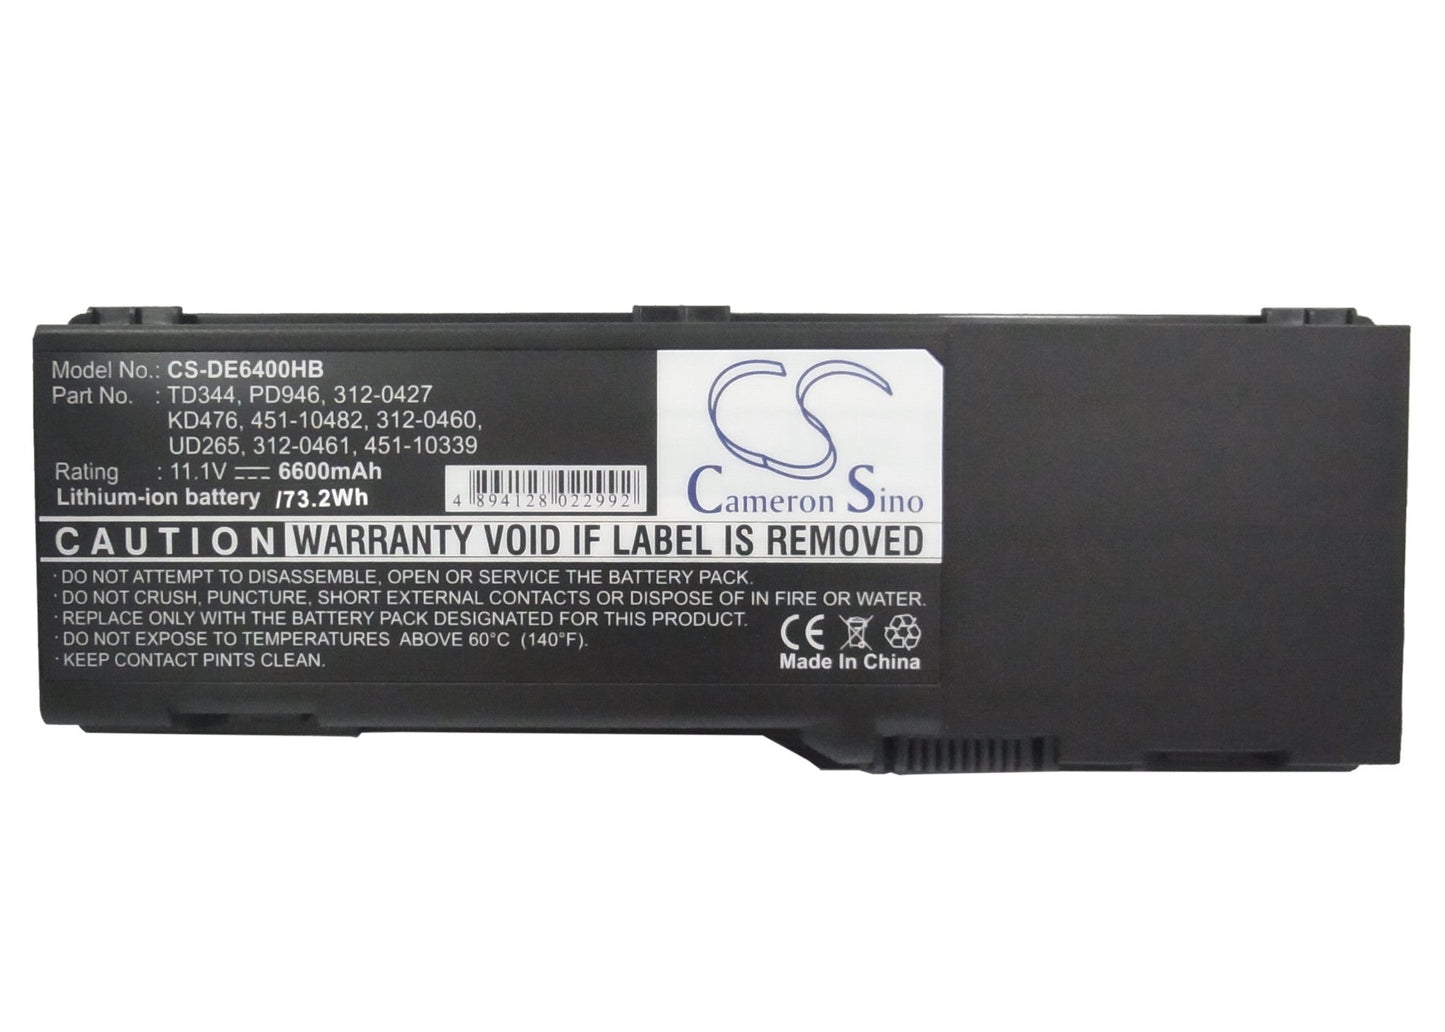 Model No.: CS-DE6400HB
Part No. : TD344, PD946, 312-0427
KD476, 451-10482, 312-0460,
UD265, 312-0461, 451-10339
Rating : 11.1V 6600mAh
Lithium-ion battery /73.2Wh
4 894128 022992
CS
Cameron Sino
CAUTION WARRANTY VOID IF LABEL IS REMOVED
· DO NOT ATTEMPT TO DISASSEMBLE, OPEN OR SERVICE THE BATTERY PACK.
· DO NOT CRUSH, PUNCTURE, SHORT EXTERNAL CONTACTS OR DISPOSE OF IN FIRE OR WATER.
· REPLACE ONLY WITH THE BATTERY PACK DESIGNATED FOR THIS PRODUCT.
· DO NOT EXPOSE TO TEMPERATURES ABOVE 60°C (140°F).
· KEEP CONTACT PINTS CLEAN.
CE
Made In China